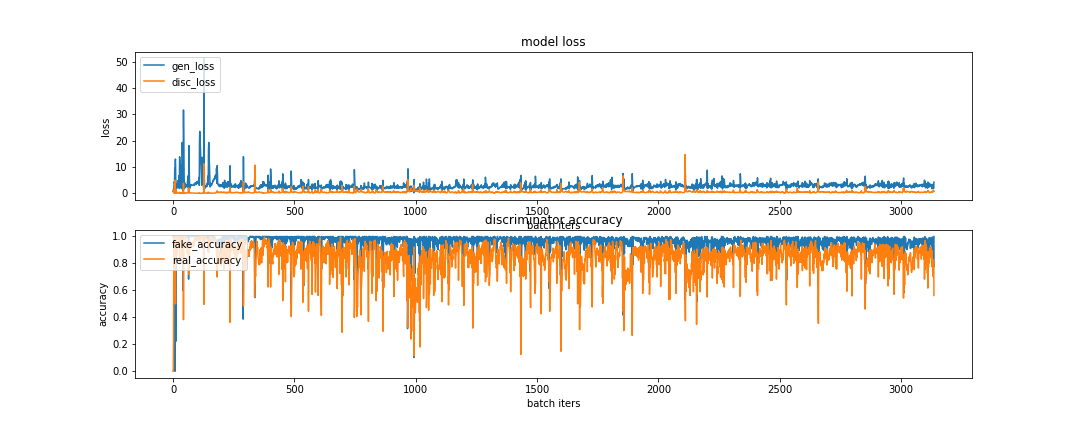 model loss
gen_loss
disc_loss
loss
50
40
30
20
10
0
0
500
1000
1500
2000
2500
3000
batch iters
discriminator accuracy
fake_accuracy
real_accuracy
accuracy
1.0
0.8
0.6
0.4
0.2
0.0
0
500
1000
1500
2000
2500
3000
batch iters